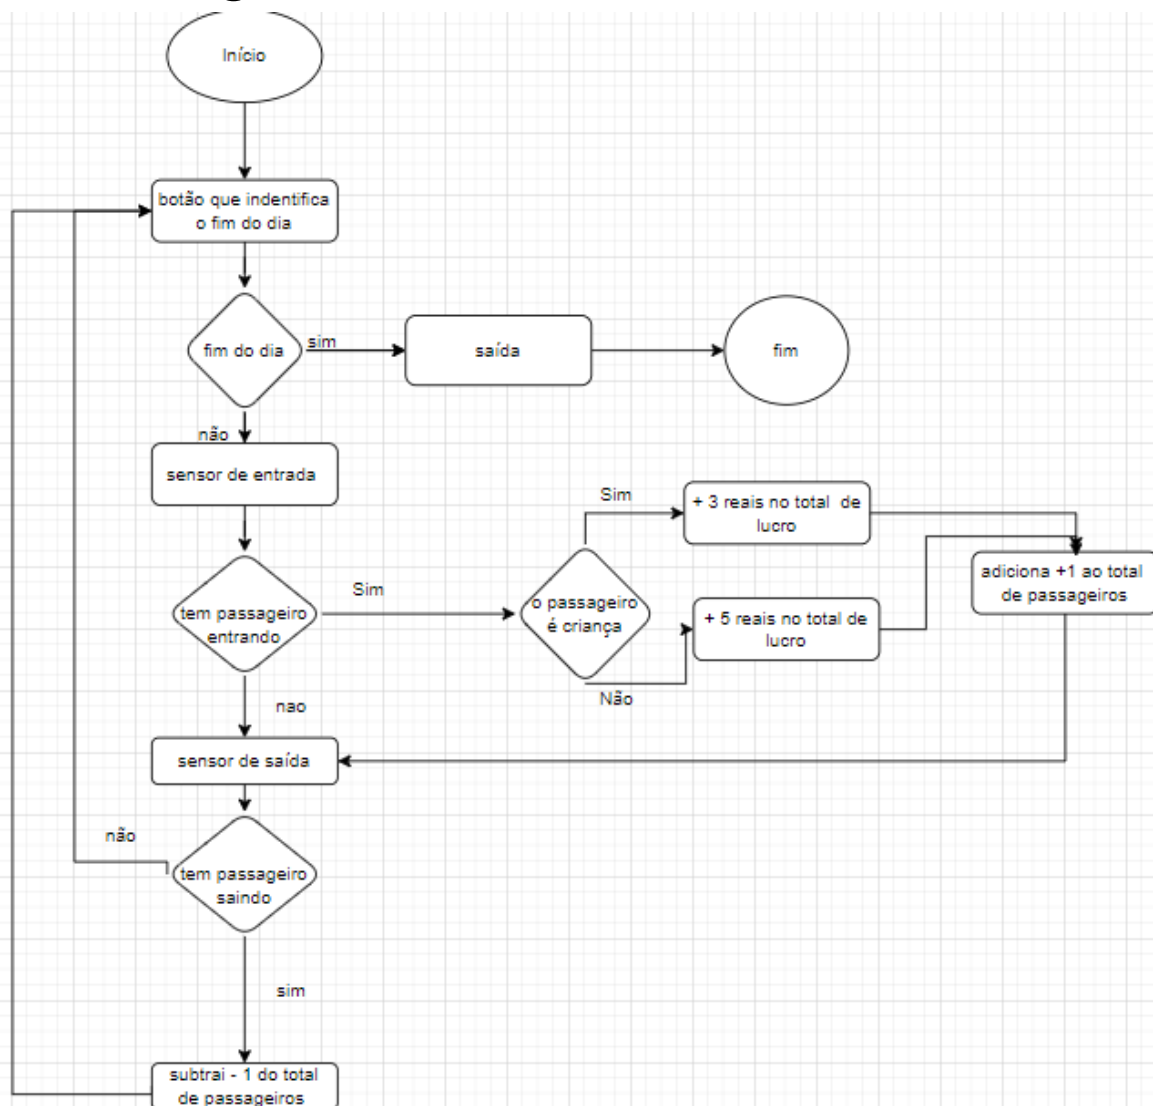 Início
botão que indentifica
o fim do dia
fim do dia
sim
saída
fim
não
sensor de entrada
tem passageiro
entrando
Sim
o passageiro
é criança
Sim
+ 3 reais no total de
lucro
Não
+ 5 reais no total de
lucro
adiciona +1 ao total
de passageiros
nao
sensor de saída
não
tem passageiro
saindo
sim
subtrai - 1 do total
de passageiros